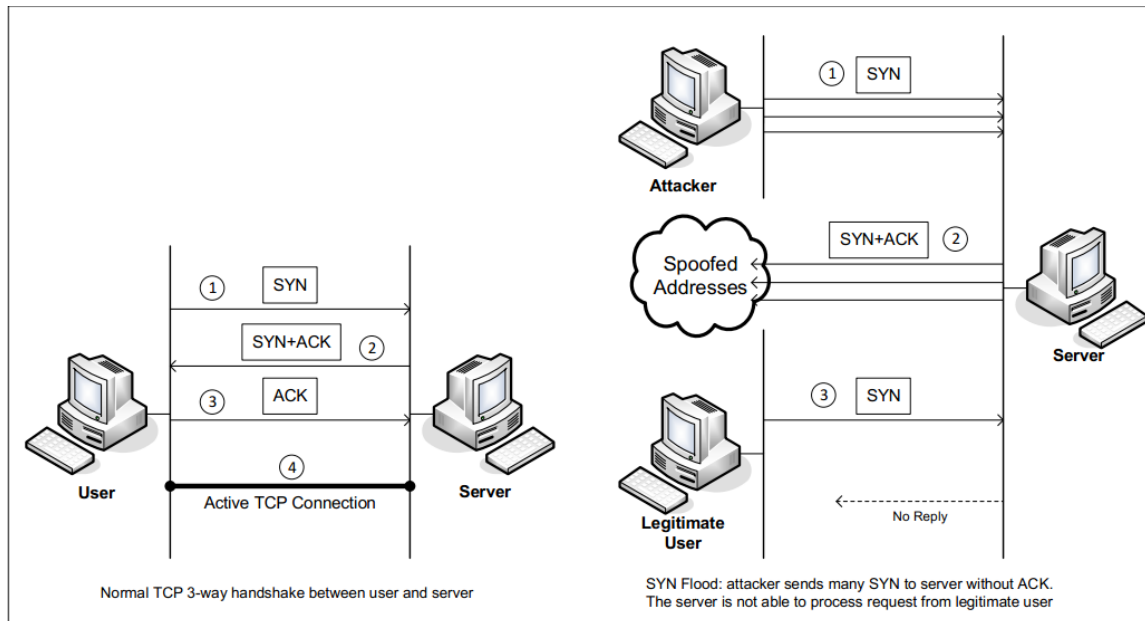 1
SYN
SYN+ACK
2
3
ACK
4
Active TCP Connection
User
Server
Normal TCP 3-way handshake between user and server
1
SYN
Attacker
SYN+ACK
2
Spoofed
Addresses
Server
3
SYN
No Reply
Legitimate
User
SYN Flood: attacker sends many SYN to server without ACK.
The server is not able to process request from legitimate user